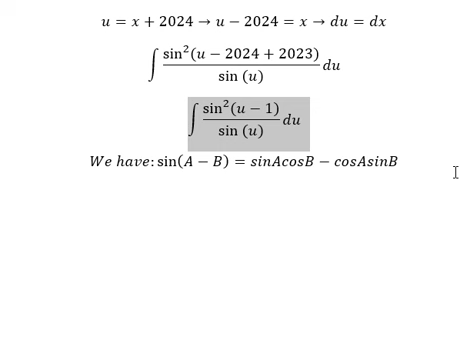 u = x + 2024 → u − 2024 = x → du = dx
∫ sin²(u − 2024 + 2023) / sin (u) du
∫ sin²(u − 1) / sin (u) du
We have: sin(A − B) = sinAcosB − cosAsinB